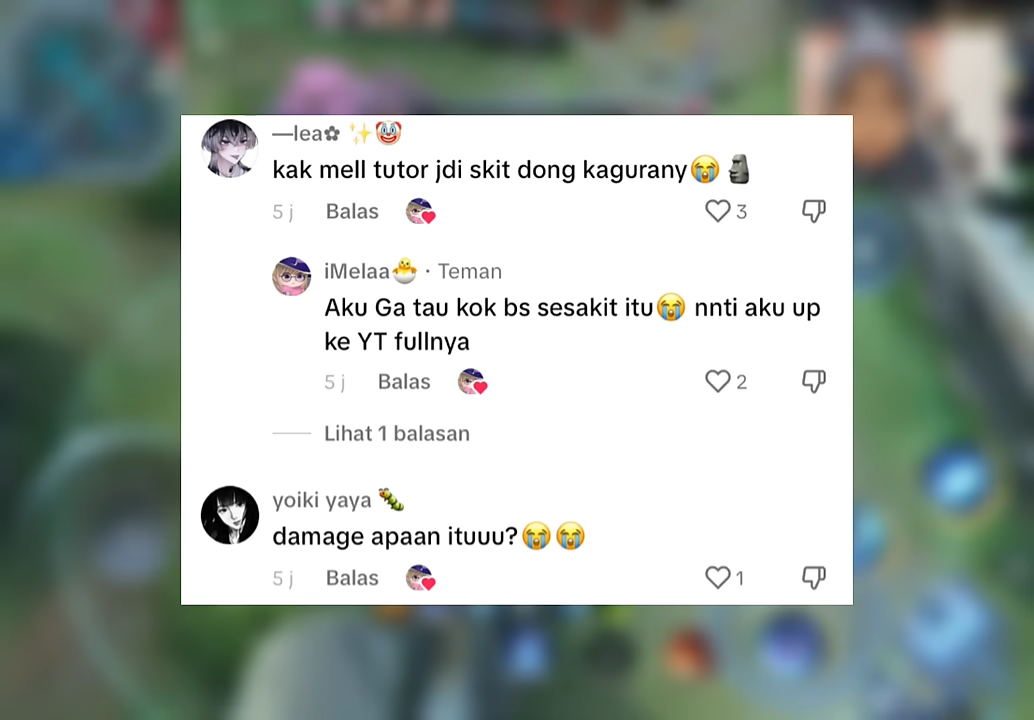 —lea✿ ✨🤡
kak mell tutor jdi skit dong kagurany😭🗿
5 j Balas 3
iMelaa🐣 · Teman
Aku Ga tau kok bs sesakit itu😭 nnti aku up
ke YT fullnya
5 j Balas 2
Lihat 1 balasan
yoiki yaya 🐛
damage apaan ituuu?😭😭
5 j Balas 1